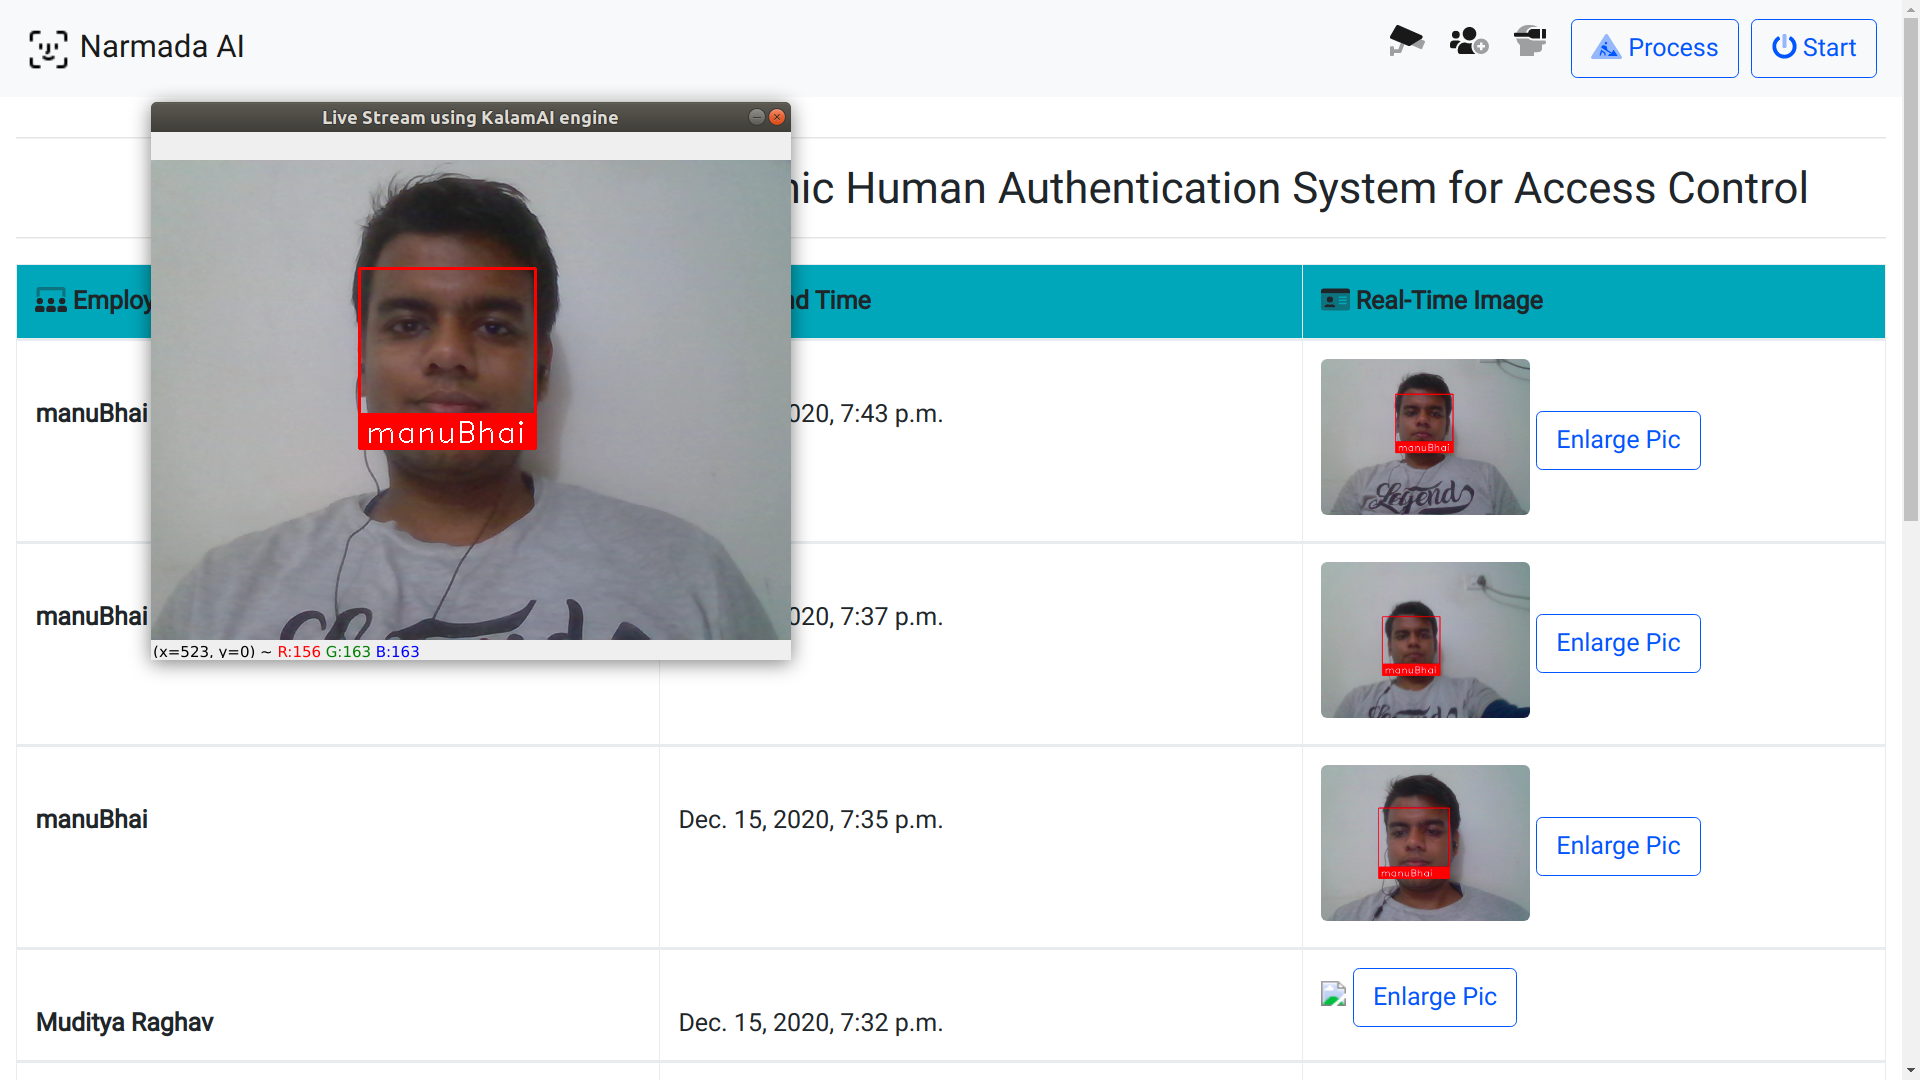 Narmada AI
Process
Start
Live Stream using KalamAI engine
nic Human Authentication System for Access Control
Employ
nd Time
Real-Time Image
manuBhai
manuBhai
020, 7:43 p.m.
manuBhai
Legend
Enlarge Pic
manuBhai
020, 7:37 p.m.
manuBhai
Enlarge Pic
(x=523, y=0) ~ R:156 G:163 B:163
manuBhai
Dec. 15, 2020, 7:35 p.m.
manuBhai
Enlarge Pic
Muditya Raghav
Dec. 15, 2020, 7:32 p.m.
Enlarge Pic